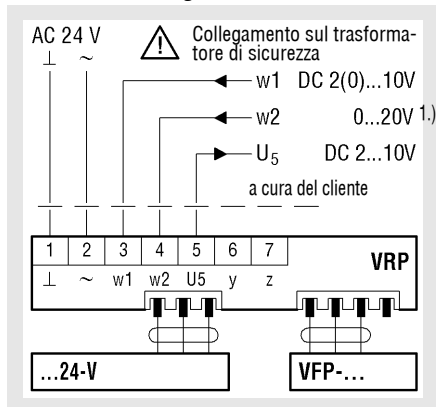 AC 24 V
⊥ ~
Collegamento sul trasforma-
tore di sicurezza
w1 DC 2(0)...10V
w2 0...20V 1.)
U5 DC 2...10V
a cura del cliente
1 2 3 4 5 6 7
VRP
⊥ ~ w1 w2 U5 y z
...24-V
VFP-...